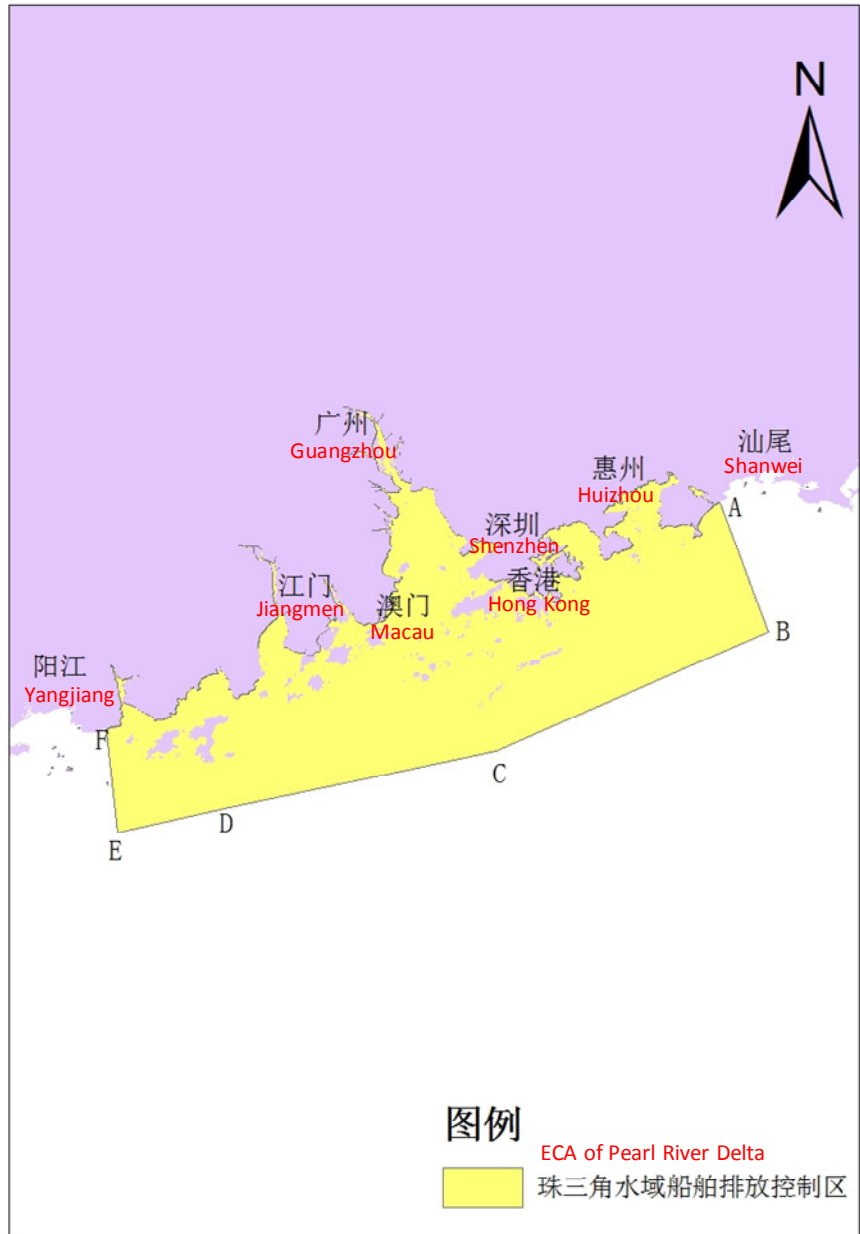 N
广州
Guangzhou
汕尾
Shanwei
惠州
Huizhou
A
深圳
Shenzhen
香港
Hong Kong
江门
Jiangmen
澳门
Macau
B
阳江
Yangjiang
F
C
D
E
图例
ECA of Pearl River Delta
珠三角水域船舶排放控制区